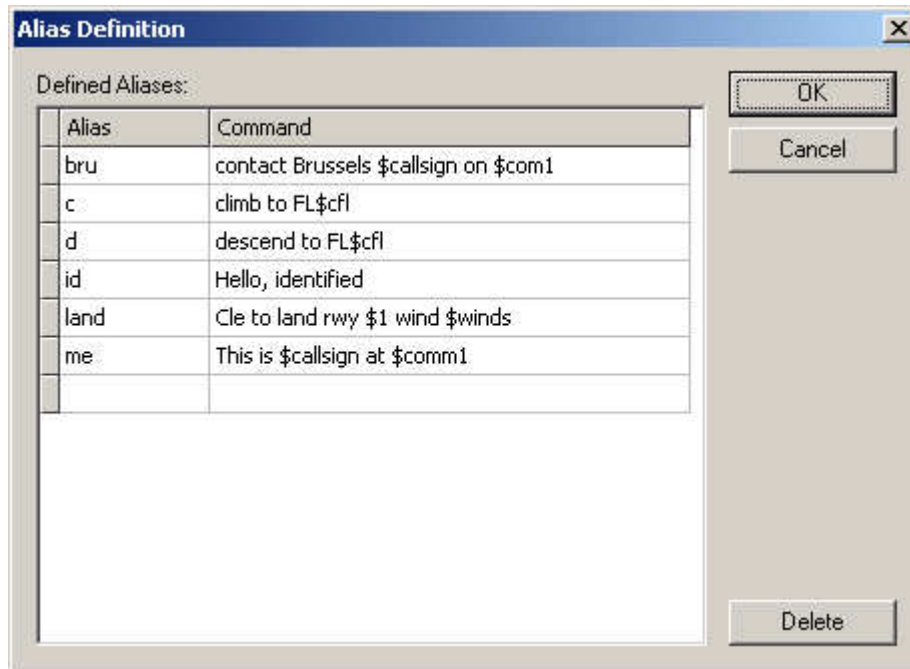 Alias Definition
Defined Aliases:
OK
Alias Command
Cancel
bru contact Brussels $callsign on $com1
c climb to FL$cfl
d descend to FL$cfl
id Hello, identified
land Cle to land rwy $1 wind $winds
me This is $callsign at $comm1
Delete